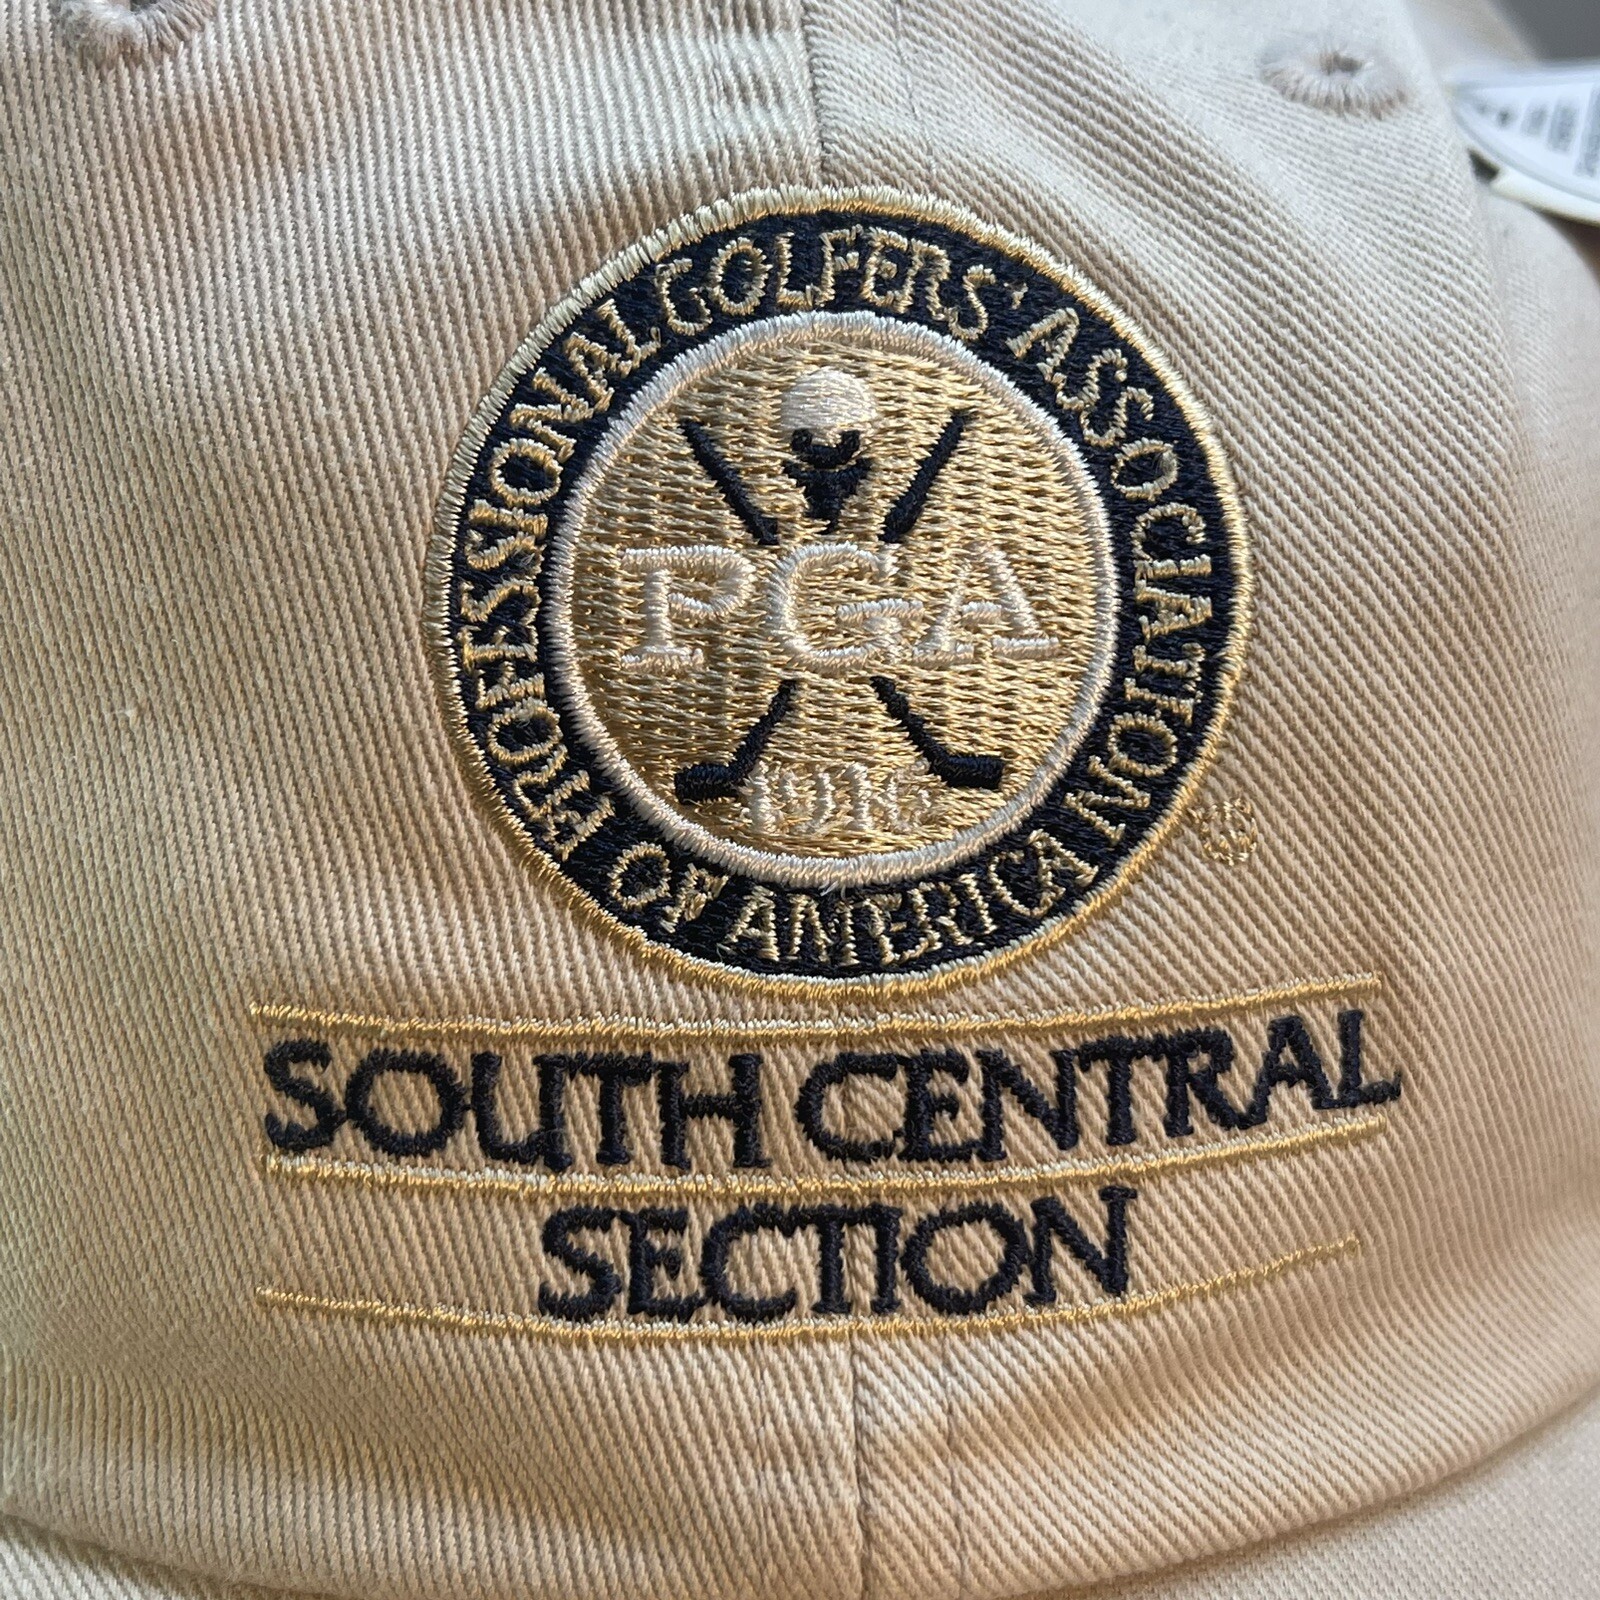 PROFESSIONAL GOLFERS' ASSOCIATION
OF AMERICA
PGA
1916
®
SOUTH CENTRAL
SECTION